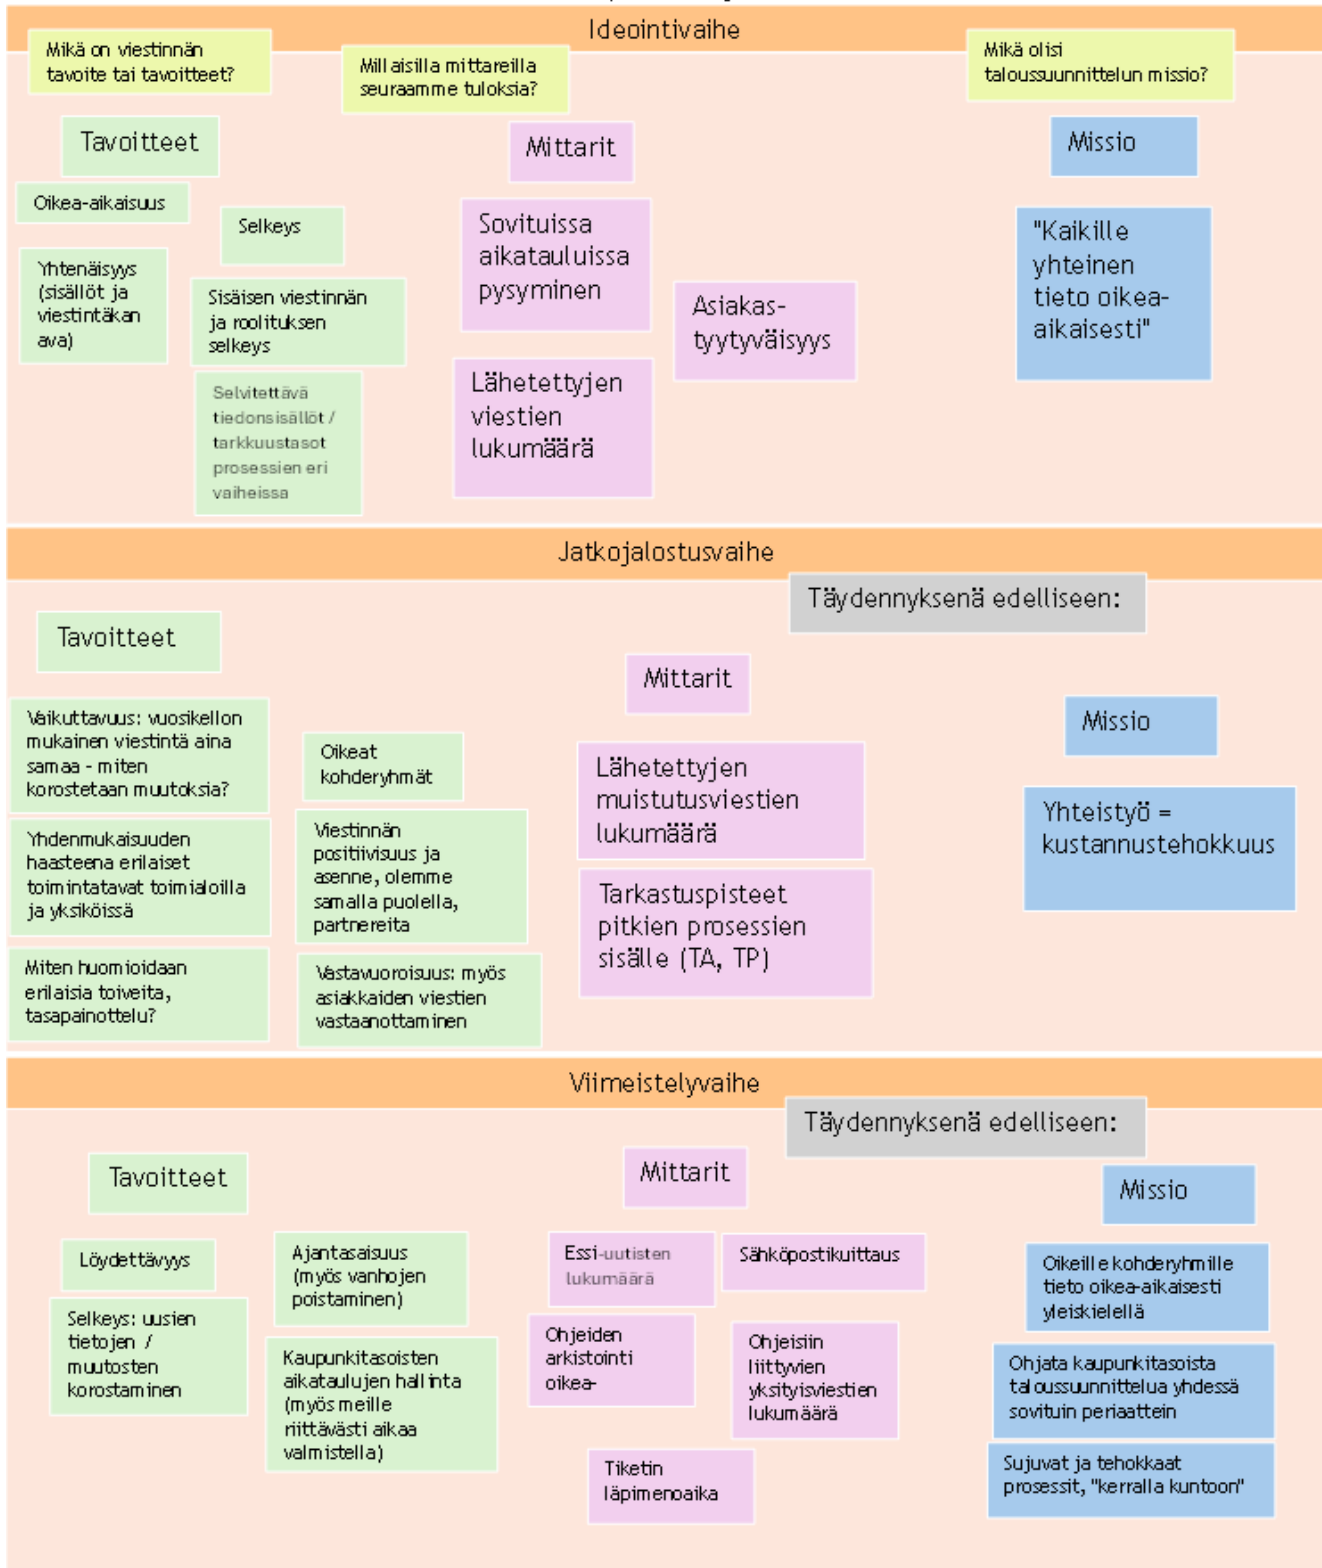 Ideointivaihe
Mikä on viestinnän
tavoite tai tavoitteet?
Millaisilla mittareilla
seuraamme tuloksia?
Mikä olisi
taloussuunnittelun missio?
Tavoitteet
Oikea-aikaisuus
Selkeys
Yhtenäisyys
(sisällöt ja
viestintäkan
ava)
Sisäisen viestinnän
ja roolituksen
selkeys
Selvitettävä
tiedonsisällöt /
tarkkuustasot
prosessien eri
vaiheissa
Mittarit
Sovituissa
aikatauluissa
pysyminen
Asiakas-
tyytyväisyys
Lähetettyjen
viestien
lukumäärä
Missio
"Kaikille
yhteinen
tieto oikea-
aikaisesti"
Jatkojalostusvaihe
Täydennyksenä edelliseen:
Tavoitteet
Vaikuttavuus: vuosikellon
mukainen viestintä aina
samaa - miten
korostetaan muutoksia?
Yhdenmukaisuuden
haasteena erilaiset
toimintatavat toimialoilla
ja yksiköissä
Miten huomioidaan
erilaisia toiveita,
tasapainottelu?
Oikeat
kohderyhmät
Viestinnän
positiivisuus ja
asenne, olemme
samalla puolella,
partnereita
Vastavuoroisuus: myös
asiakkaiden viestien
vastaanottaminen
Mittarit
Lähetettyjen
muistutusviestien
lukumäärä
Tarkastuspisteet
pitkien prosessien
sisälle (TA, TP)
Missio
Yhteistyö =
kustannustehokkuus
Viimeistelyvaihe
Täydennyksenä edelliseen:
Tavoitteet
Löydettävyys
Selkeys: uusien
tietojen /
muutosten
korostaminen
Ajantasaisuus
(myös vanhojen
poistaminen)
Kaupunkitasoisten
aikataulujen hallinta
(myös meille
riittävästi aikaa
valmistella)
Mittarit
Essi-uutisten
lukumäärä
Sähköpostikuittaus
Ohjeiden
arkistointi
oikea-
Ohjeisiin
liittyvien
yksityisviestien
lukumäärä
Tiketin
läpimenoaika
Missio
Oikeille kohderyhmille
tieto oikea-aikaisesti
yleiskielellä
Ohjata kaupunkitasoista
taloussuunnittelua yhdessä
sovituin periaattein
Sujuvat ja tehokkaat
prosessit, "kerralla kuntoon"